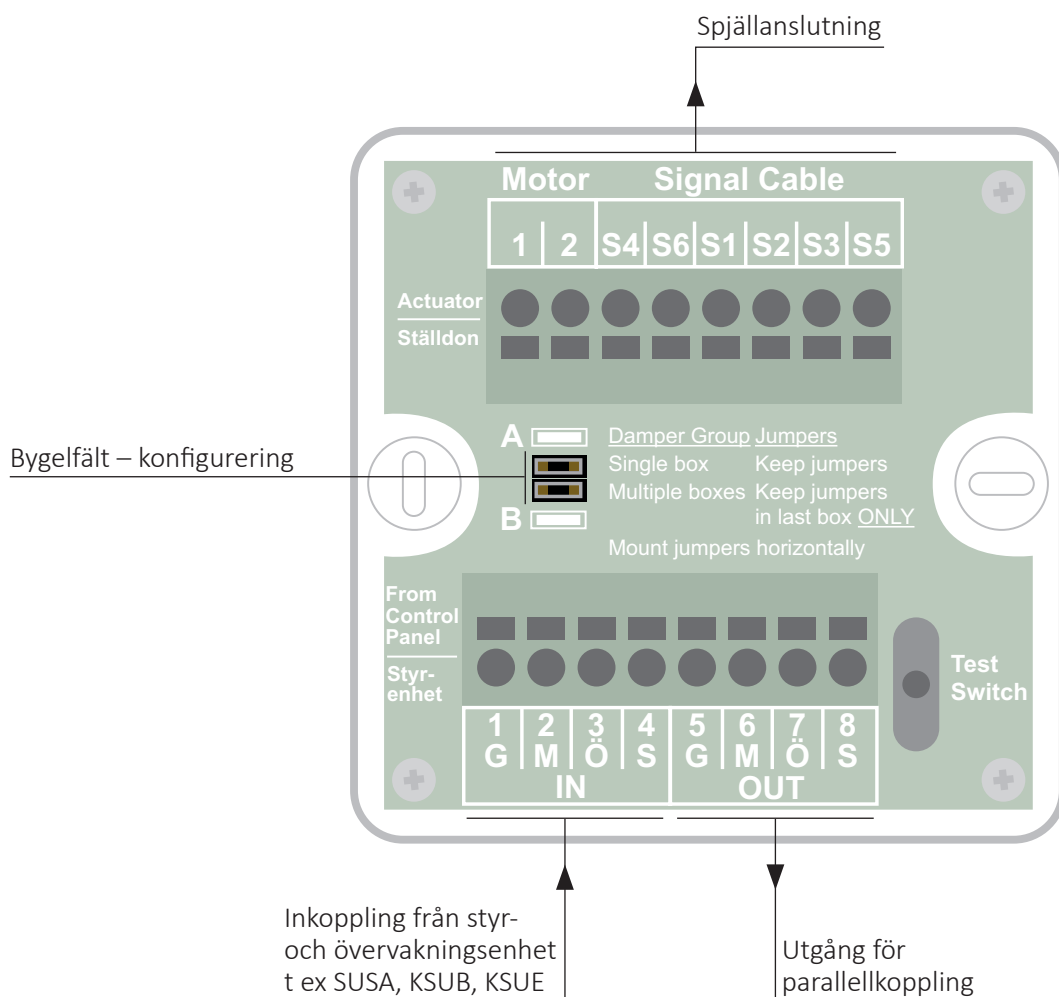 Spjällanslutning
Motor Signal Cable
1 2 S4 S6 S1 S2 S3 S5
Actuator
Ställdon
Bygelfält – konfigurering
A Damper Group Jumpers
Single box Keep jumpers
Multiple boxes Keep jumpers
B in last box ONLY
Mount jumpers horizontally
From
Control
Panel
Styr-
enhet
Test
Switch
1 2 3 4 5 6 7 8
G M Ö S G M Ö S
IN OUT
Inkoppling från styr-
och övervakningsenhet
t ex SUSA, KSUB, KSUE
Utgång för
parallellkoppling